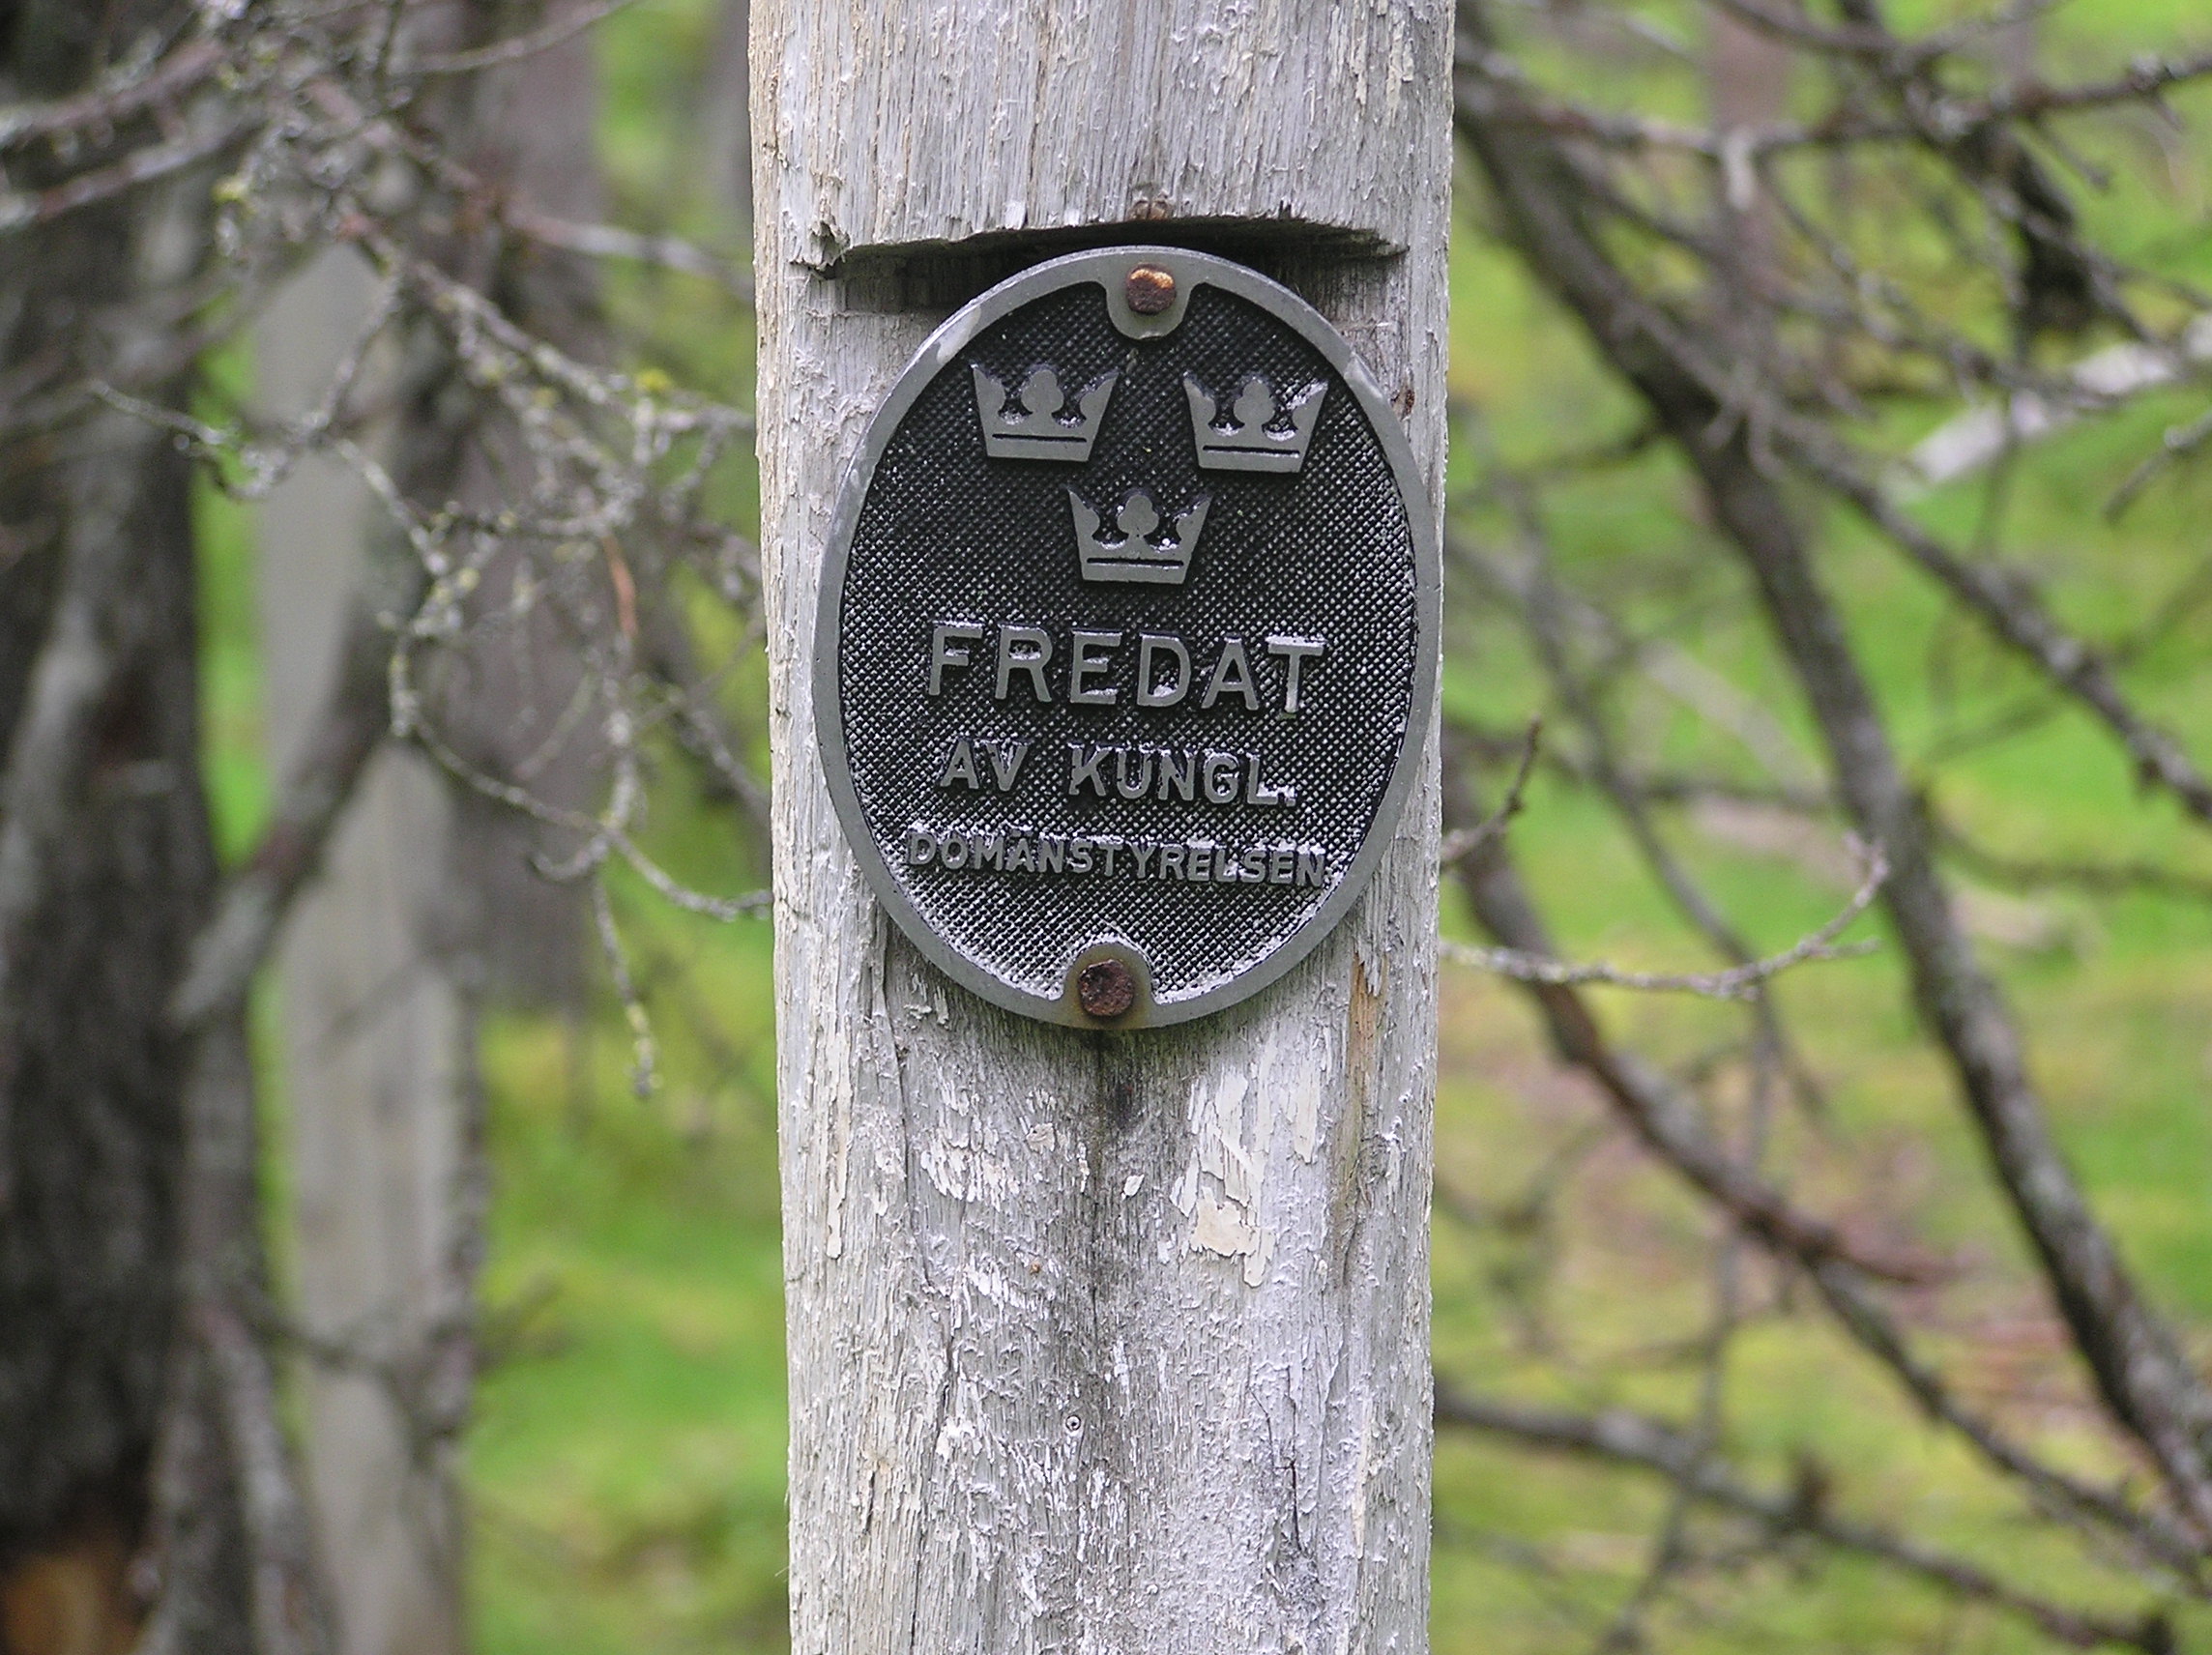 FREDAT
AV KUNGL.
DOMÄNSTYRELSEN